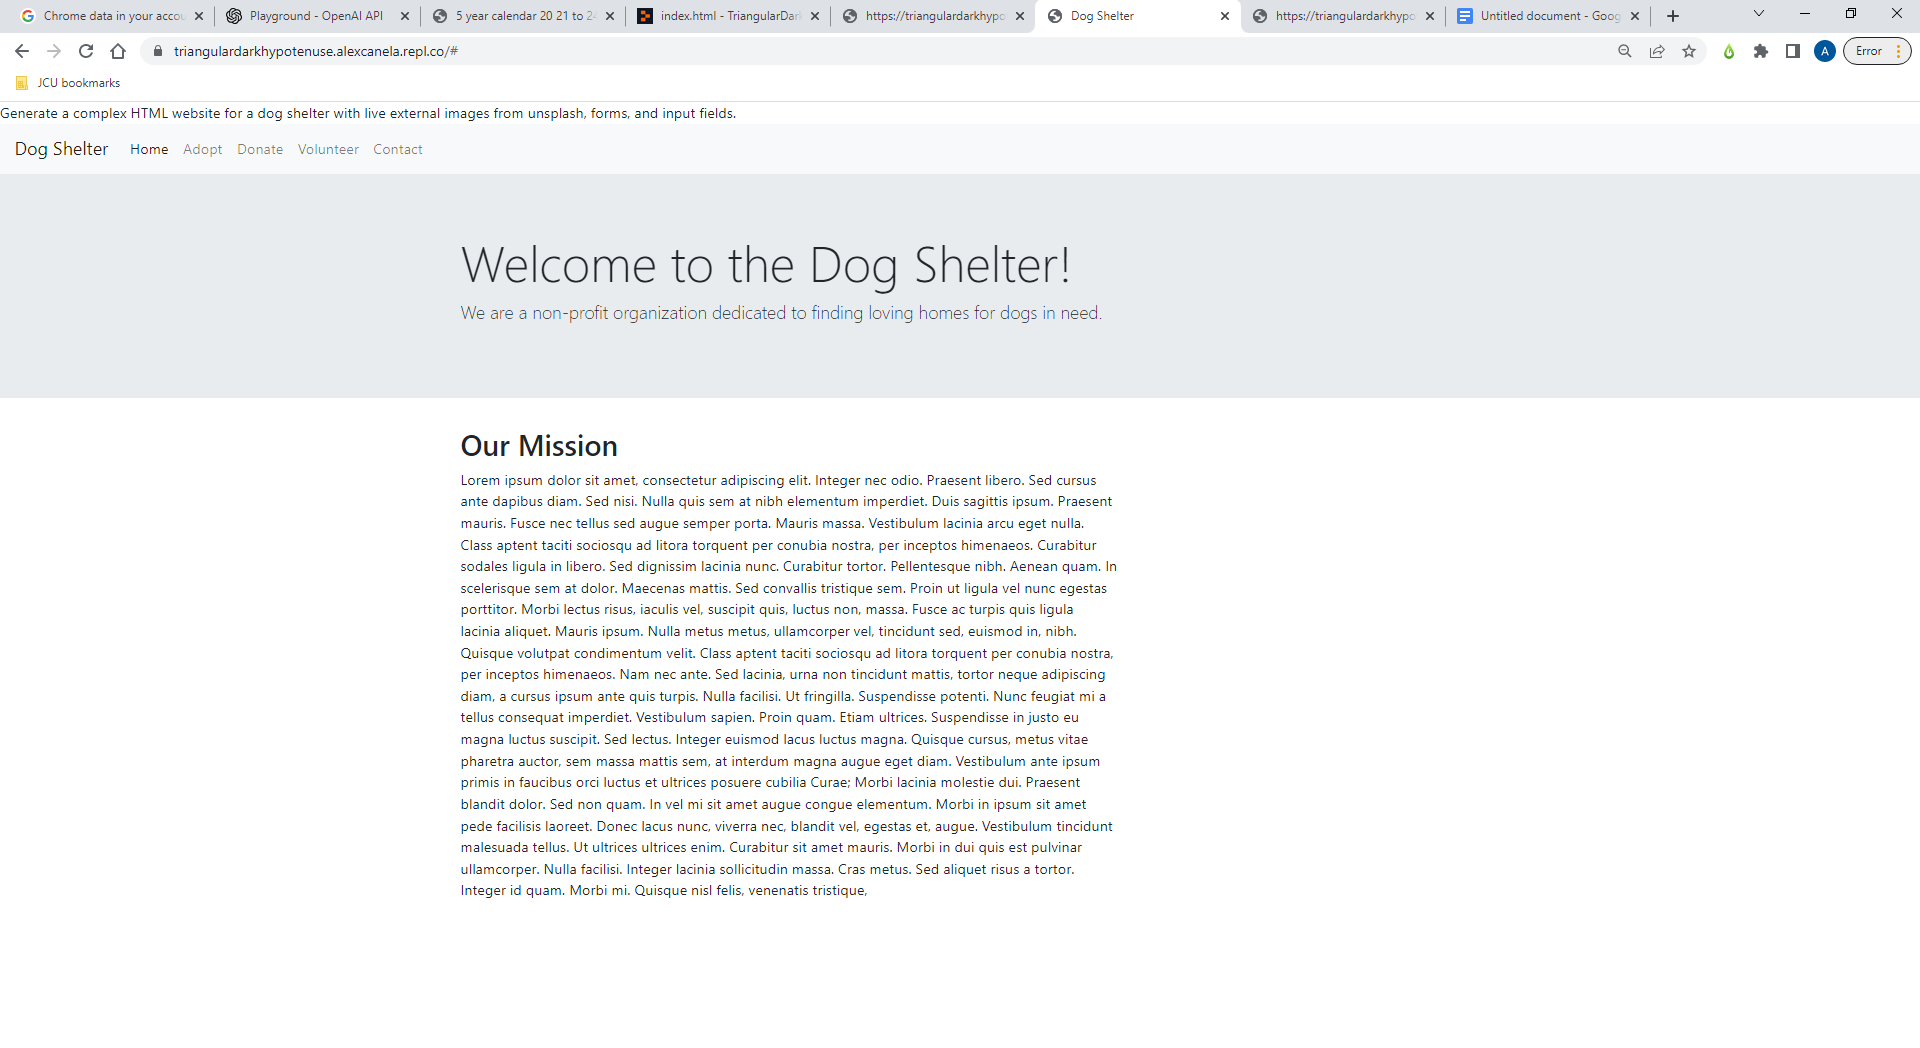 Chrome data in your accou
Playground - OpenAI API
5 year calendar 20 21 to 24
index.html - TriangularDar
https://triangulardarkhypo
Dog Shelter
https://triangulardarkhypo
Untitled document - Goog
triangulardarkhypotenuse.alexcanela.repl.co/#
A
Error
JCU bookmarks
Generate a complex HTML website for a dog shelter with live external images from unsplash, forms, and input fields.
Dog Shelter Home Adopt Donate Volunteer Contact
Welcome to the Dog Shelter!
We are a non-profit organization dedicated to finding loving homes for dogs in need.
Our Mission
Lorem ipsum dolor sit amet, consectetur adipiscing elit. Integer nec odio. Praesent libero. Sed cursus
ante dapibus diam. Sed nisi. Nulla quis sem at nibh elementum imperdiet. Duis sagittis ipsum. Praesent
mauris. Fusce nec tellus sed augue semper porta. Mauris massa. Vestibulum lacinia arcu eget nulla.
Class aptent taciti sociosqu ad litora torquent per conubia nostra, per inceptos himenaeos. Curabitur
sodales ligula in libero. Sed dignissim lacinia nunc. Curabitur tortor. Pellentesque nibh. Aenean quam. In
scelerisque sem at dolor. Maecenas mattis. Sed convallis tristique sem. Proin ut ligula vel nunc egestas
porttitor. Morbi lectus risus, iaculis vel, suscipit quis, luctus non, massa. Fusce ac turpis quis ligula
lacinia aliquet. Mauris ipsum. Nulla metus metus, ullamcorper vel, tincidunt sed, euismod in, nibh.
Quisque volutpat condimentum velit. Class aptent taciti sociosqu ad litora torquent per conubia nostra,
per inceptos himenaeos. Nam nec ante. Sed lacinia, urna non tincidunt mattis, tortor neque adipiscing
diam, a cursus ipsum ante quis turpis. Nulla facilisi. Ut fringilla. Suspendisse potenti. Nunc feugiat mi a
tellus consequat imperdiet. Vestibulum sapien. Proin quam. Etiam ultrices. Suspendisse in justo eu
magna luctus suscipit. Sed lectus. Integer euismod lacus luctus magna. Quisque cursus, metus vitae
pharetra auctor, sem massa mattis sem, at interdum magna augue eget diam. Vestibulum ante ipsum
primis in faucibus orci luctus et ultrices posuere cubilia Curae; Morbi lacinia molestie dui. Praesent
blandit dolor. Sed non quam. In vel mi sit amet augue congue elementum. Morbi in ipsum sit amet
pede facilisis laoreet. Donec lacus nunc, viverra nec, blandit vel, egestas et, augue. Vestibulum tincidunt
malesuada tellus. Ut ultrices ultrices enim. Curabitur sit amet mauris. Morbi in dui quis est pulvinar
ullamcorper. Nulla facilisi. Integer lacinia sollicitudin massa. Cras metus. Sed aliquet risus a tortor.
Integer id quam. Morbi mi. Quisque nisl felis, venenatis tristique,